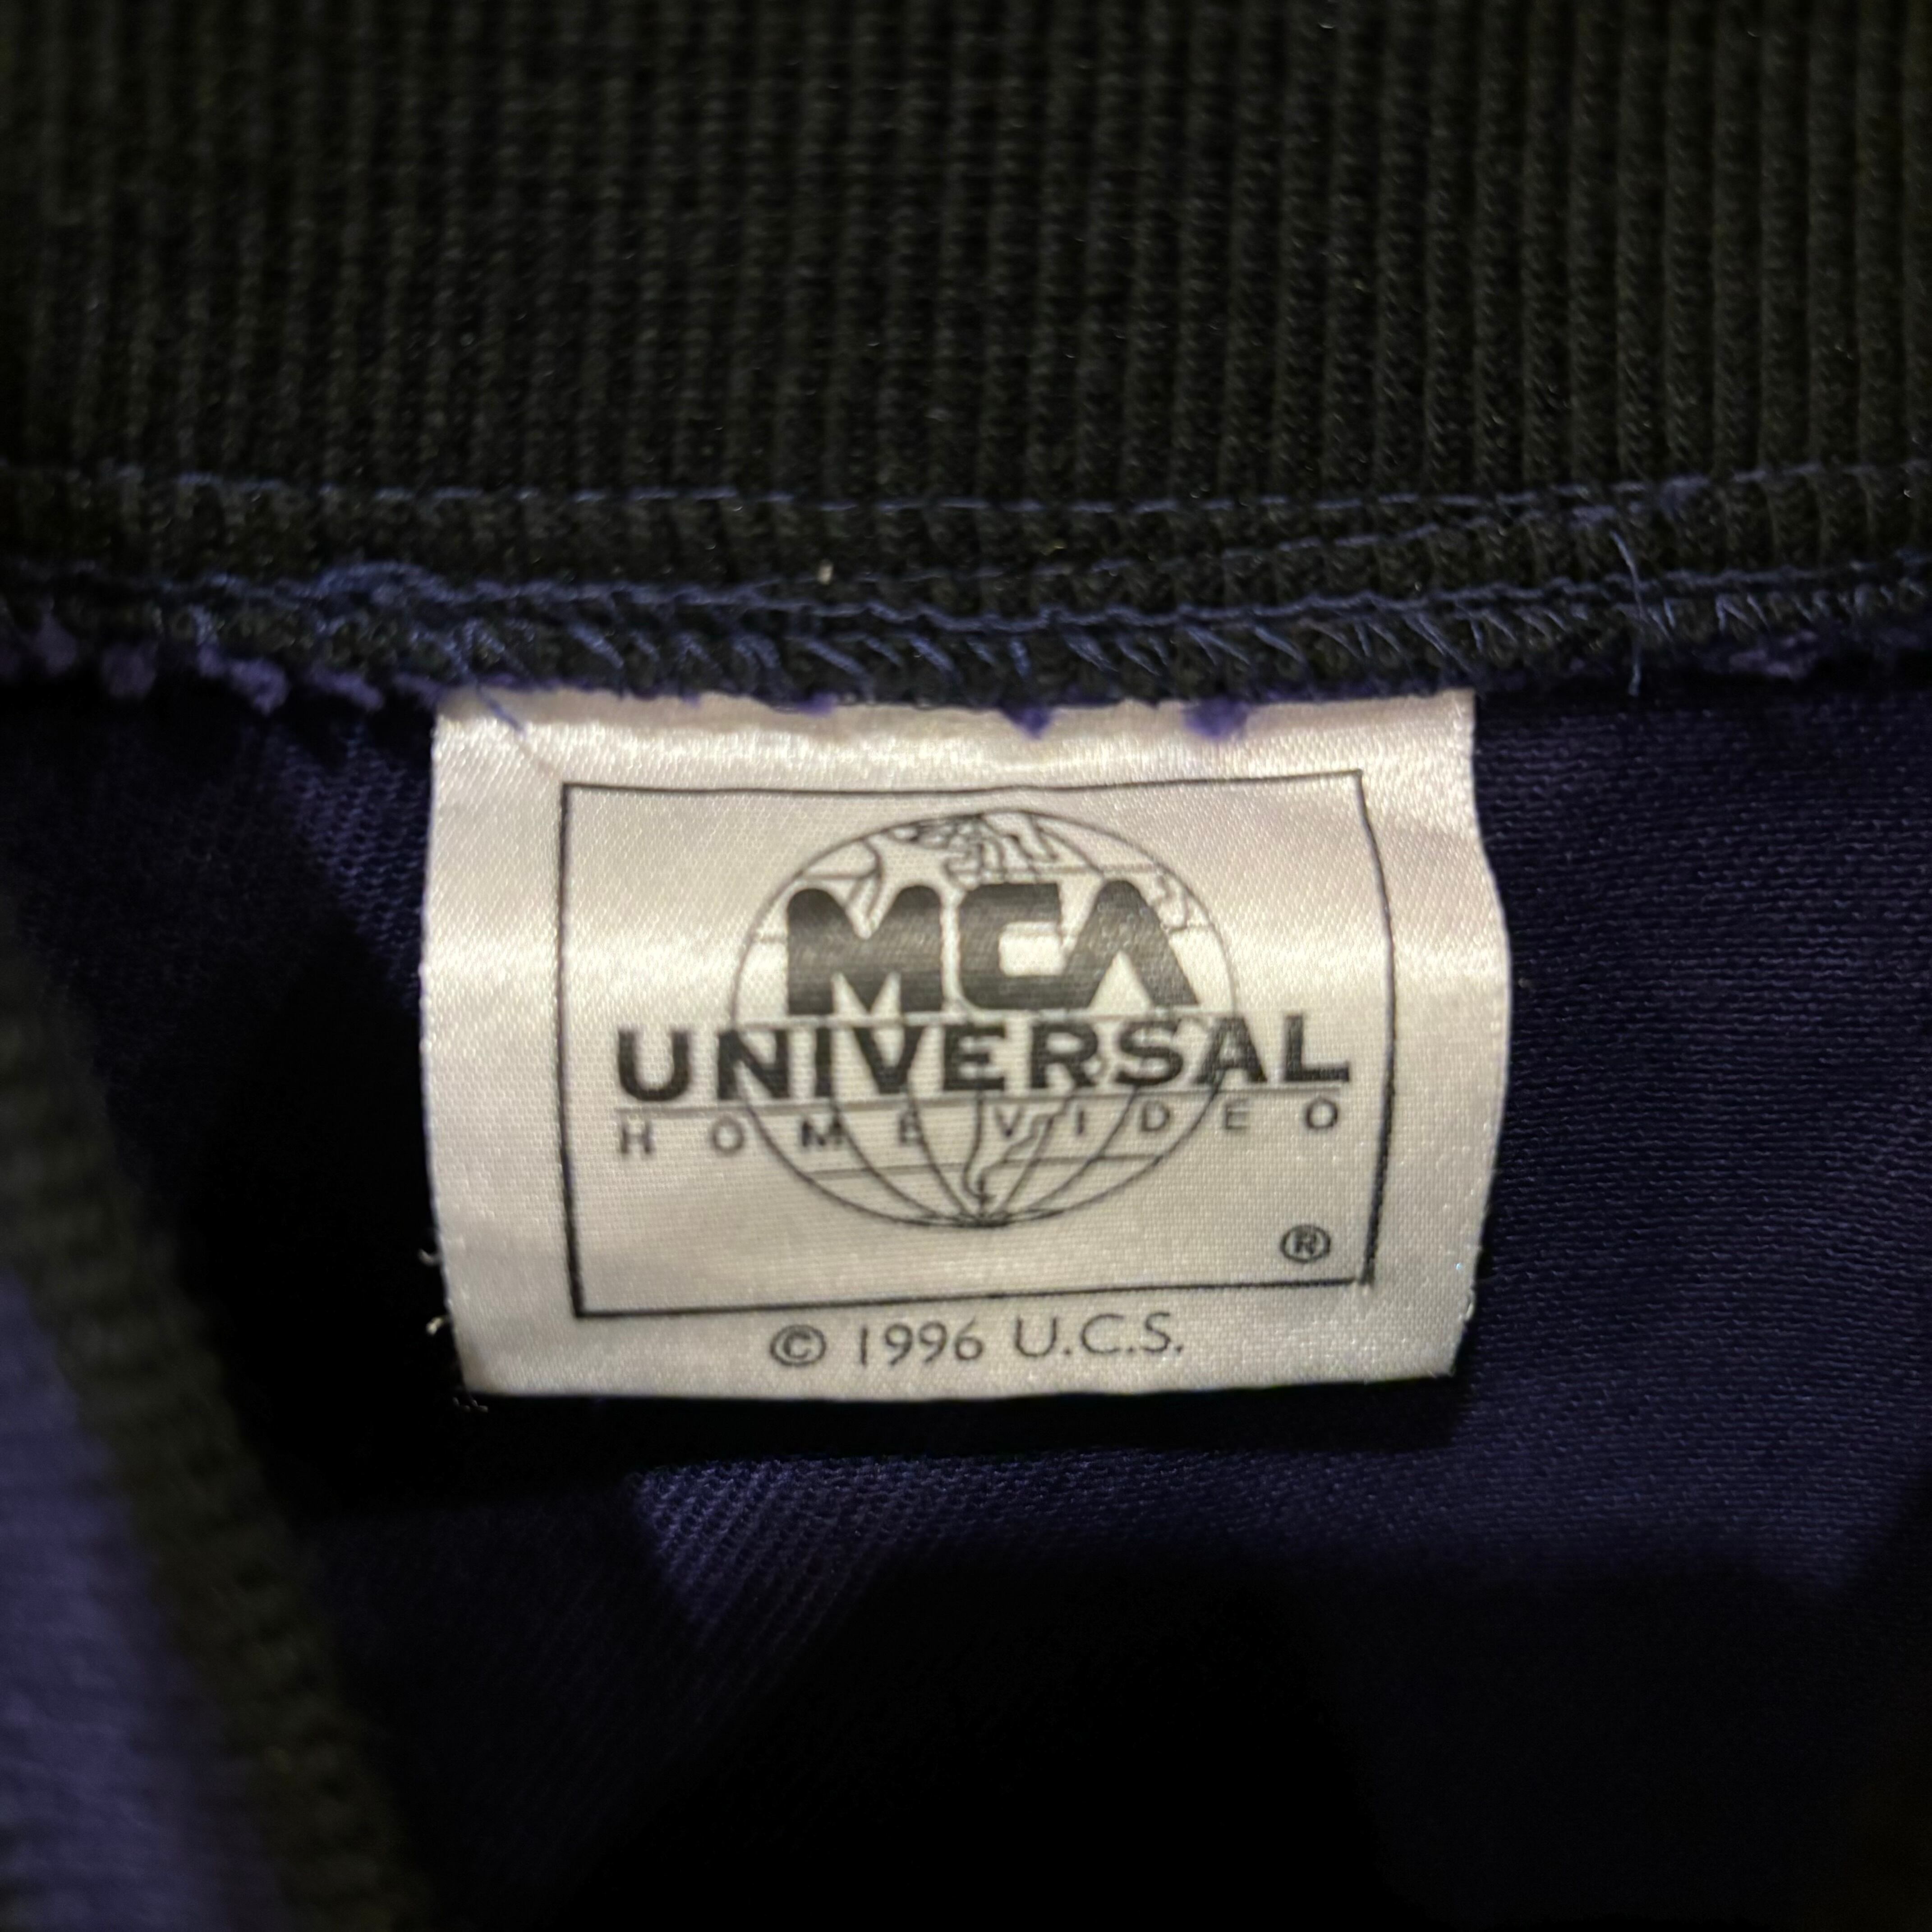 MCA
UNIVERSAL
HOME VIDEO
®
© 1996 U.C.S.